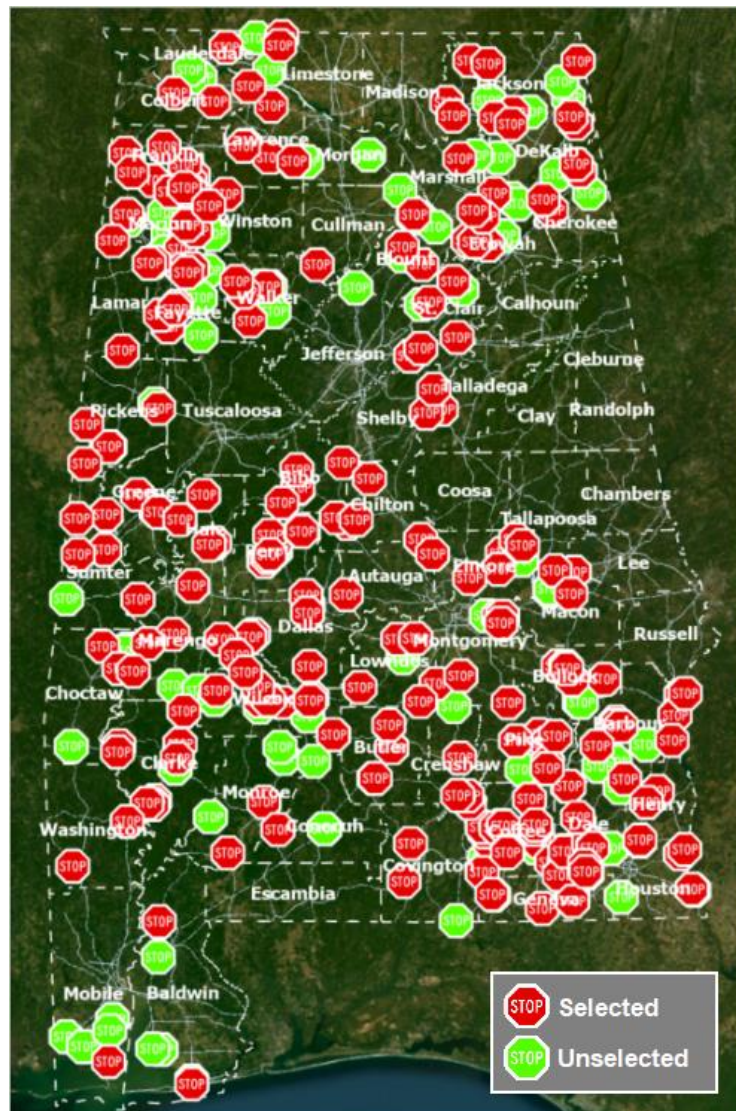 Lauderdale
Limestone
Madison
Jackson
Colbert
Lawrence
Franklin
Morgan
DeKalb
Marshall
Marion
Winston
Cullman
Cherokee
Etowah
Blount
Lamar
Walker
Fayette
St. Clair
Calhoun
Jefferson
Cleburne
Talladega
Pickens
Tuscaloosa
Shelby
Clay
Randolph
Bibb
Greene
Chilton
Coosa
Chambers
Hale
Tallapoosa
Perry
Elmore
Lee
Sumter
Autauga
Macon
Dallas
Marengo
Montgomery
Russell
Lowndes
Choctaw
Bullock
Wilcox
Barbour
Butler
Pike
Clarke
Crenshaw
Monroe
Henry
Washington
Conecuh
Coffee
Dale
Covington
Escambia
Geneva
Houston
Mobile
Baldwin
STOP Selected
STOP Unselected